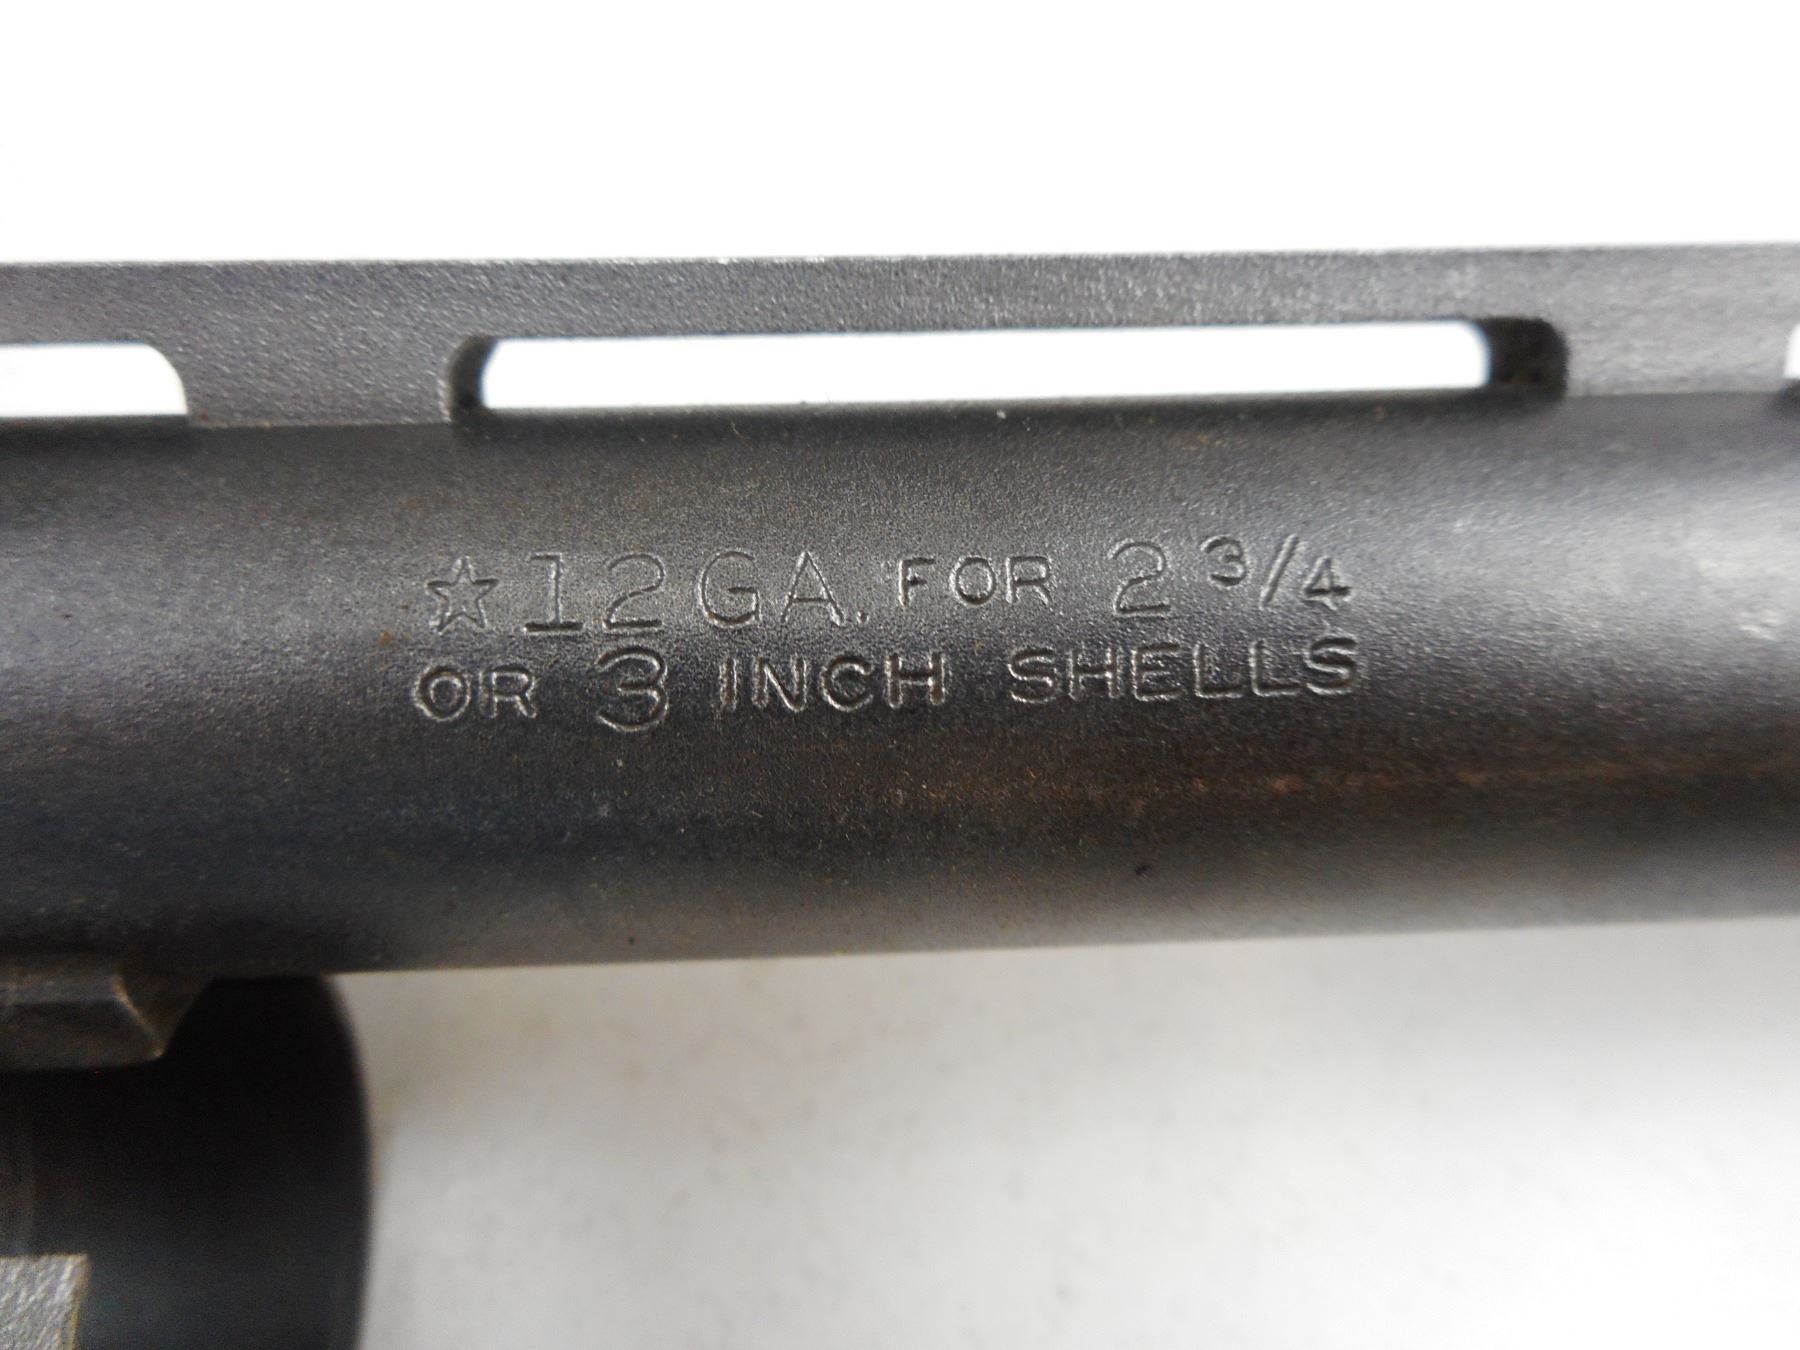 ☆12GA. FOR 2 3/4
OR 3 INCH SHELLS